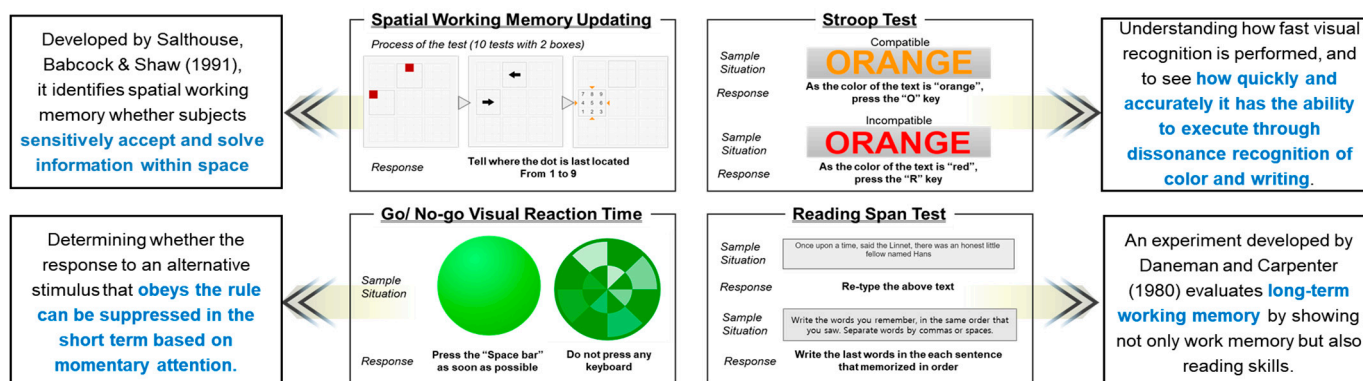 Developed by Salthouse,
Babcock & Shaw (1991),
it identifies spatial working
memory whether subjects
sensitively accept and solve
information within space
Spatial Working Memory Updating
Process of the test (10 tests with 2 boxes)
7 8 9
4 5 6
1 2 3
Response
Tell where the dot is last located
From 1 to 9
Stroop Test
Compatible
Sample
Situation
ORANGE
Response
As the color of the text is “orange”,
press the “O” key
Incompatible
Sample
Situation
ORANGE
Response
As the color of the text is “red”,
press the “R” key
Understanding how fast visual
recognition is performed, and
to see how quickly and
accurately it has the ability
to execute through
dissonance recognition of
color and writing.
Determining whether the
response to an alternative
stimulus that obeys the rule
can be suppressed in the
short term based on
momentary attention.
Go/ No-go Visual Reaction Time
Sample
Situation
Response
Press the “Space bar”
as soon as possible
Do not press any
keyboard
Reading Span Test
Sample
Situation
Once upon a time, said the Linnet, there was an honest little
fellow named Hans
Response
Re-type the above text
Sample
Situation
Write the words you remember, in the same order that
you saw. Separate words by commas or spaces.
Response
Write the last words in the each sentence
that memorized in order
An experiment developed by
Daneman and Carpenter
(1980) evaluates long-term
working memory by showing
not only work memory but also
reading skills.